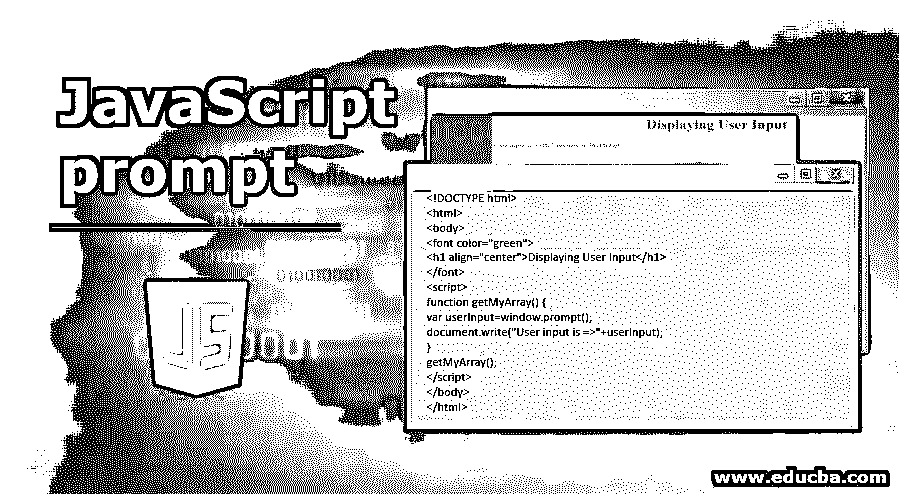 JavaScript
prompt
JS
Displaying User Input
<!DOCTYPE html>
<html>
<body>
<font color="green">
<h1 align="center">Displaying User Input</h1>
</font>
<script>
function getMyArray() {
var userInput=window.prompt();
document.write("User input is =>"+userInput);
}
getMyArray();
</script>
</body>
</html>
www.educba.com